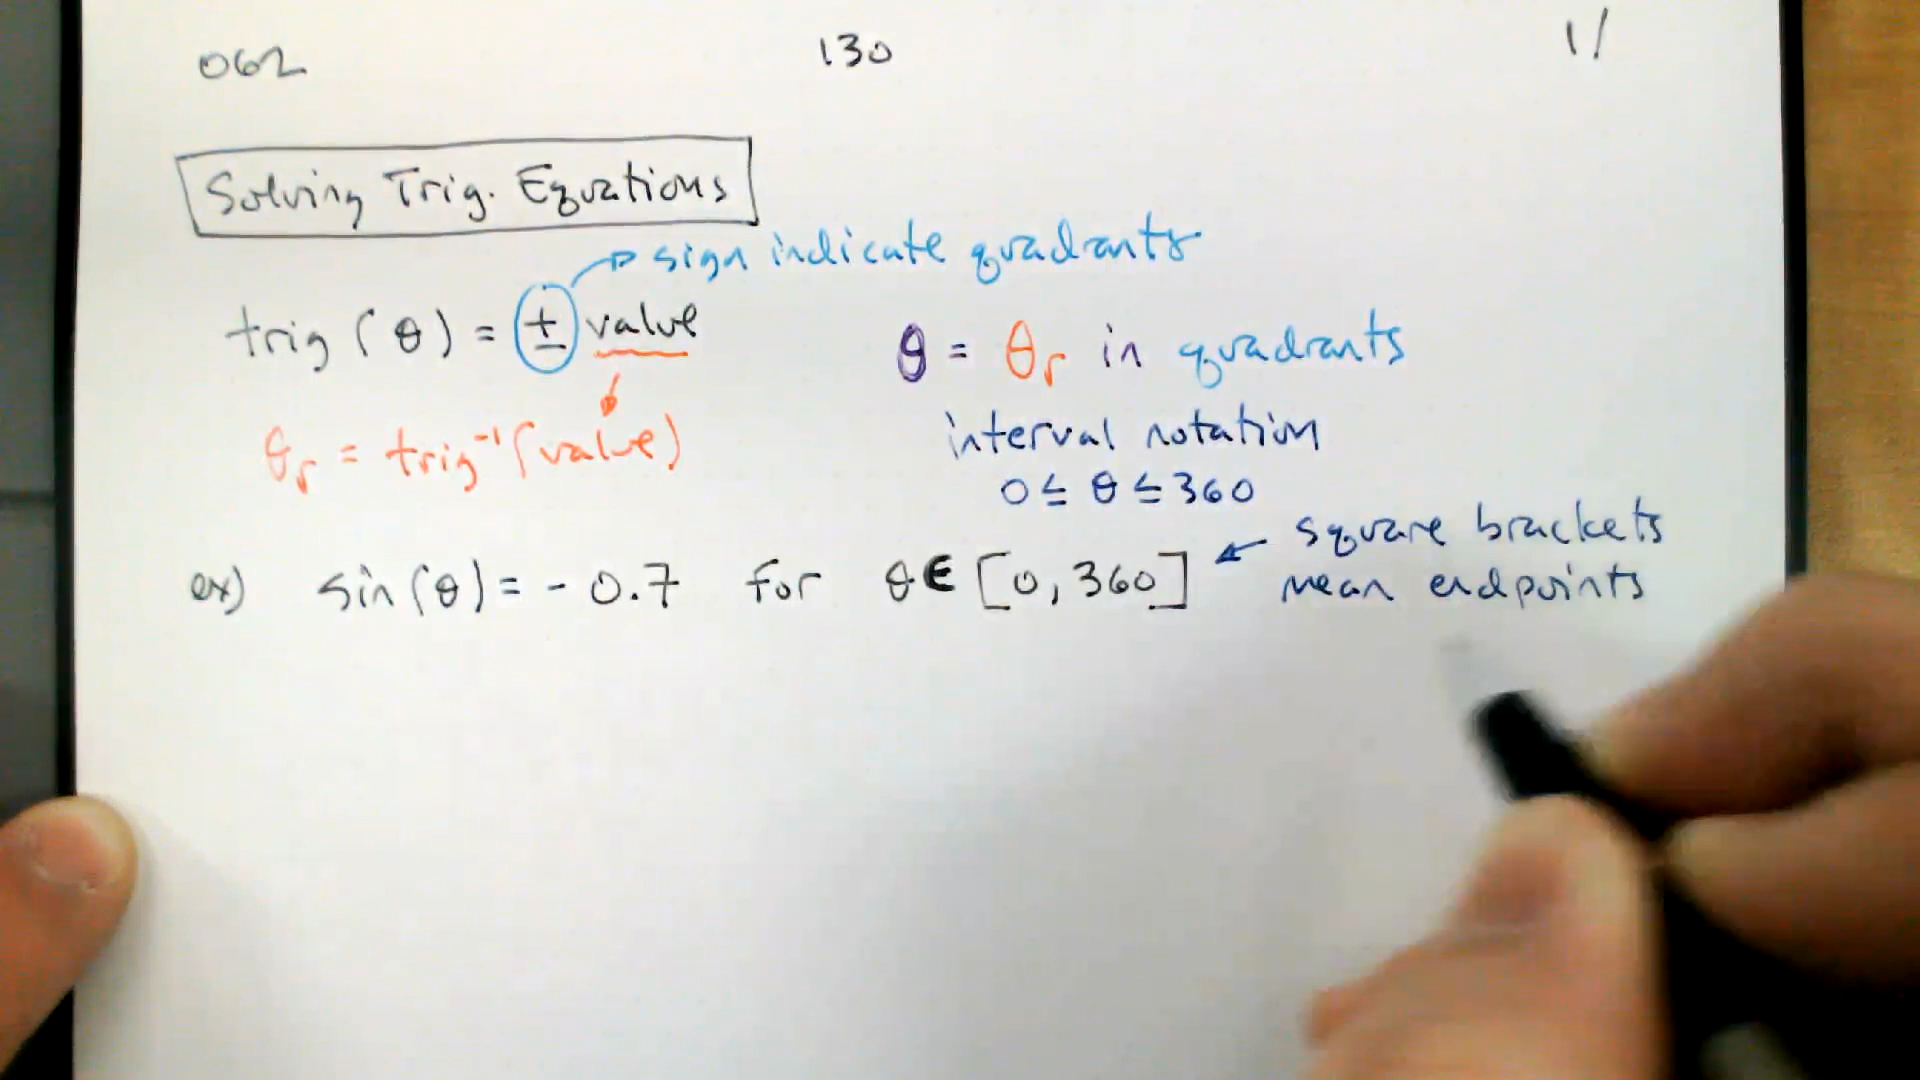 062 130 1/
Solving Trig. Equations
sign indicate quadrants
trig (θ) = ± value
θ = θr in quadrants
θr = trig⁻¹(value)
interval notation
0 ≤ θ ≤ 360
square brackets
ex) sin(θ) = - 0.7 for θ ∈ [0, 360]
mean endpoints